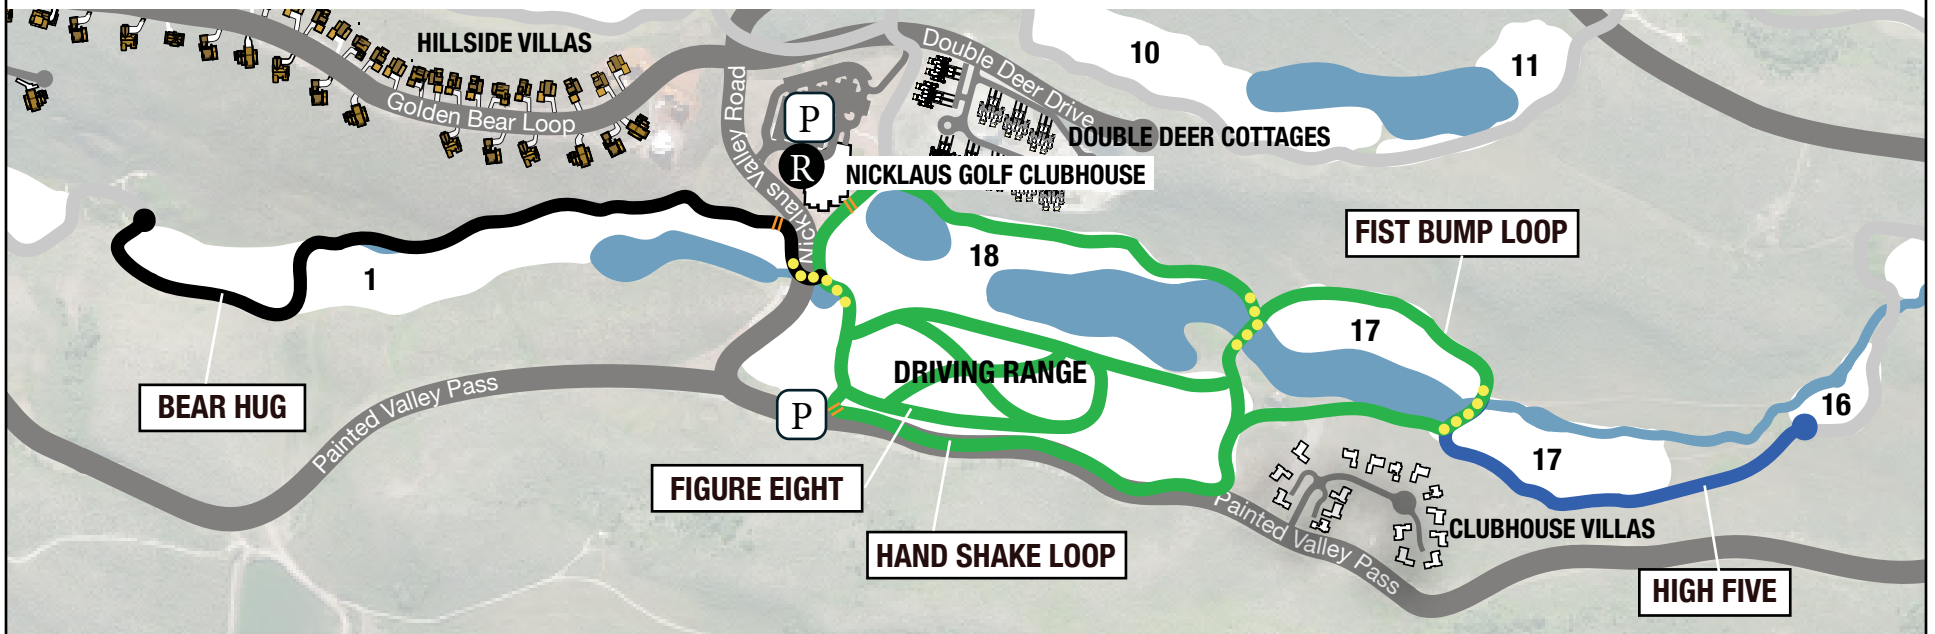 HILLSIDE VILLAS
Golden Bear Loop
Nicklaus Valley Road
Double Deer Drive
10
11
P
DOUBLE DEER COTTAGES
R
NICKLAUS GOLF CLUBHOUSE
FIST BUMP LOOP
18
1
17
DRIVING RANGE
BEAR HUG
Painted Valley Pass
P
16
17
FIGURE EIGHT
HAND SHAKE LOOP
Painted Valley Pass
CLUBHOUSE VILLAS
HIGH FIVE